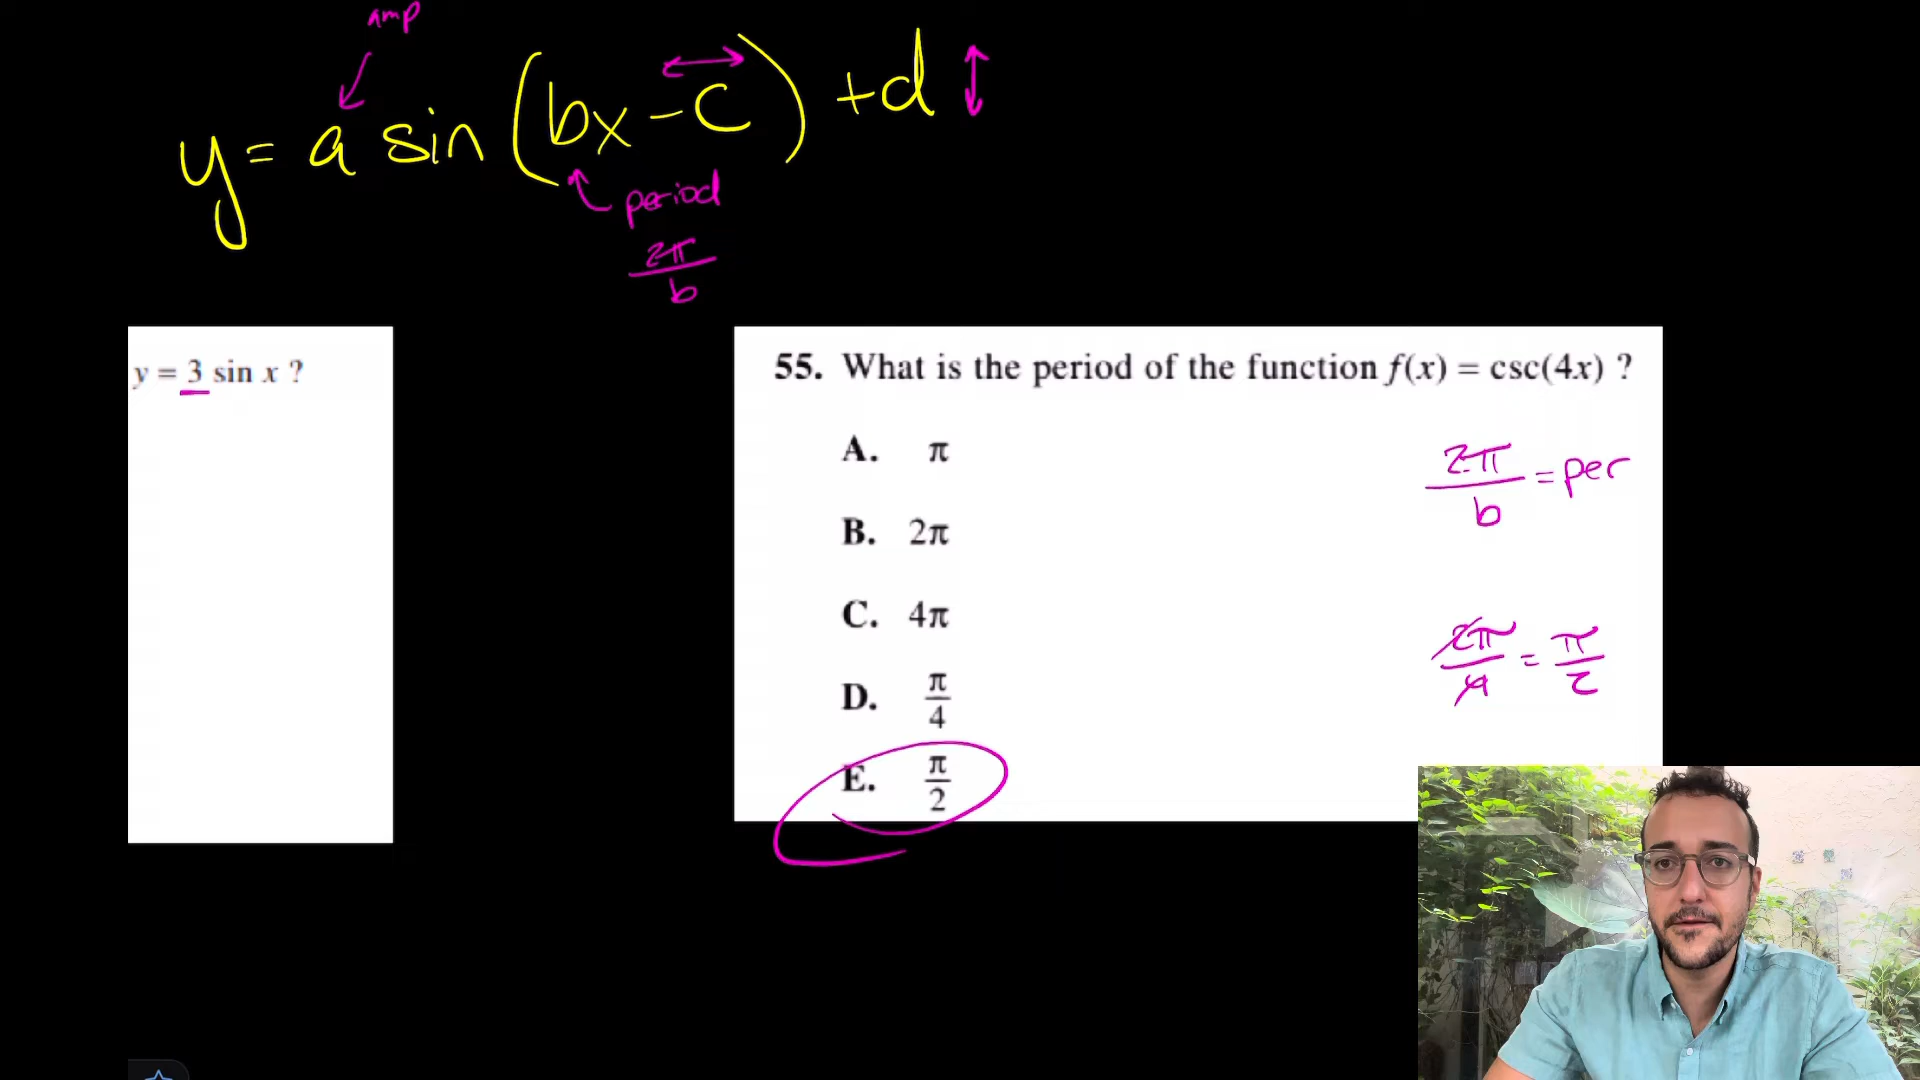 amp
y = a sin (bx - c) + d
period
2π
b
y = 3 sin x ?
55. What is the period of the function f(x) = csc(4x) ?
A. π
B. 2π
C. 4π
D. π/4
E. π/2
2π/b = per
2π/4 = π/2